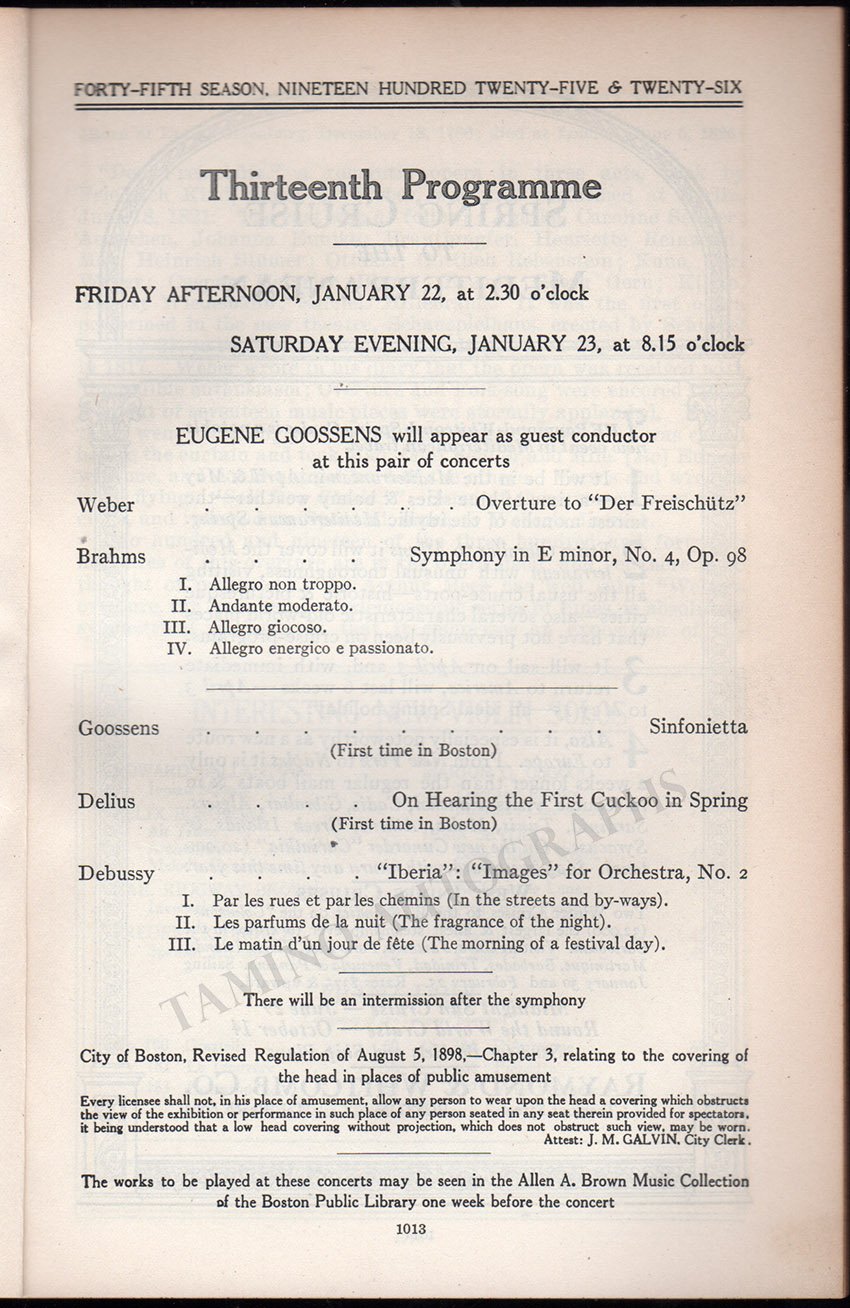 FORTY-FIFTH SEASON, NINETEEN HUNDRED TWENTY-FIVE & TWENTY-SIX
Thirteenth Programme
FRIDAY AFTERNOON, JANUARY 22, at 2.30 o'clock
SATURDAY EVENING, JANUARY 23, at 8.15 o'clock
EUGENE GOOSSENS will appear as guest conductor
at this pair of concerts
Weber . . . . . . Overture to "Der Freischütz"
Brahms . . . . Symphony in E minor, No. 4, Op. 98
I. Allegro non troppo.
II. Andante moderato.
III. Allegro giocoso.
IV. Allegro energico e passionato.
Goossens . . . . . . . . . Sinfonietta
(First time in Boston)
Delius . . . On Hearing the First Cuckoo in Spring
(First time in Boston)
Debussy . . . "Iberia": "Images" for Orchestra, No. 2
I. Par les rues et par les chemins (In the streets and by-ways).
II. Les parfums de la nuit (The fragrance of the night).
III. Le matin d'un jour de fête (The morning of a festival day).
TAMINO AUTOGRAPHS
There will be an intermission after the symphony
City of Boston, Revised Regulation of August 5, 1898,—Chapter 3, relating to the covering of
the head in places of public amusement
Every licensee shall not, in his place of amusement, allow any person to wear upon the head a covering which obstructs
the view of the exhibition or performance in such place of any person seated in any seat therein provided for spectators,
it being understood that a low head covering without projection, which does not obstruct such view, may be worn.
Attest: J. M. GALVIN, City Clerk.
The works to be played at these concerts may be seen in the Allen A. Brown Music Collection
of the Boston Public Library one week before the concert
1013